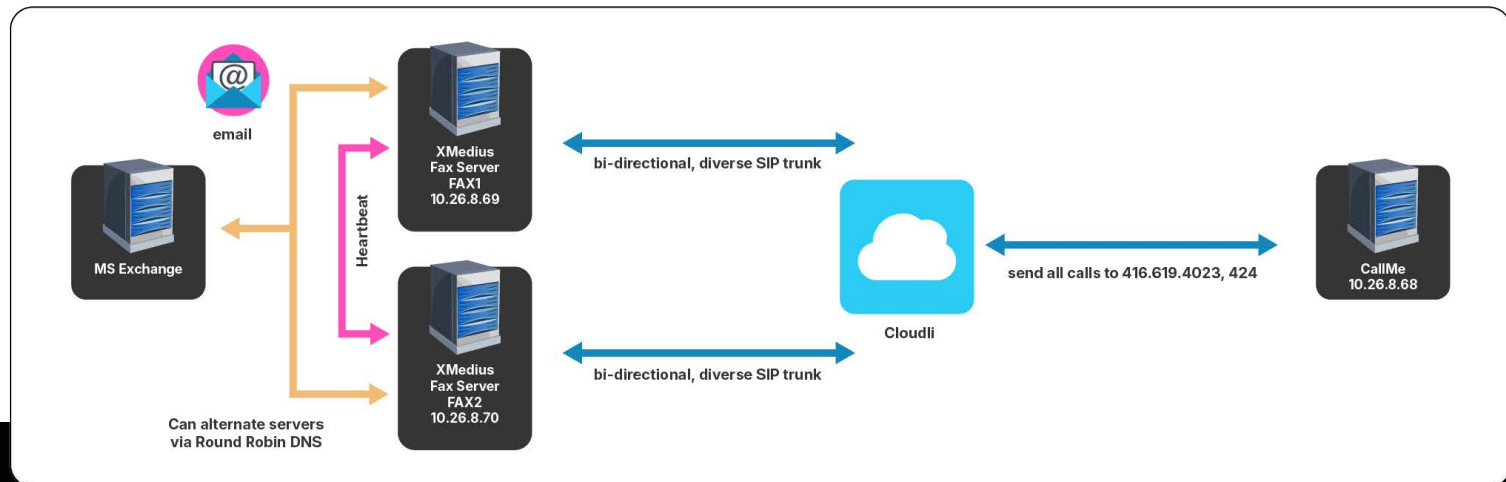 email
MS Exchange
XMedius
Fax Server
FAX1
10.26.8.69
Heartbeat
XMedius
Fax Server
FAX2
10.26.8.70
Can alternate servers
via Round Robin DNS
bi-directional, diverse SIP trunk
bi-directional, diverse SIP trunk
Cloudli
send all calls to 416.619.4023, 424
CallMe
10.26.8.68